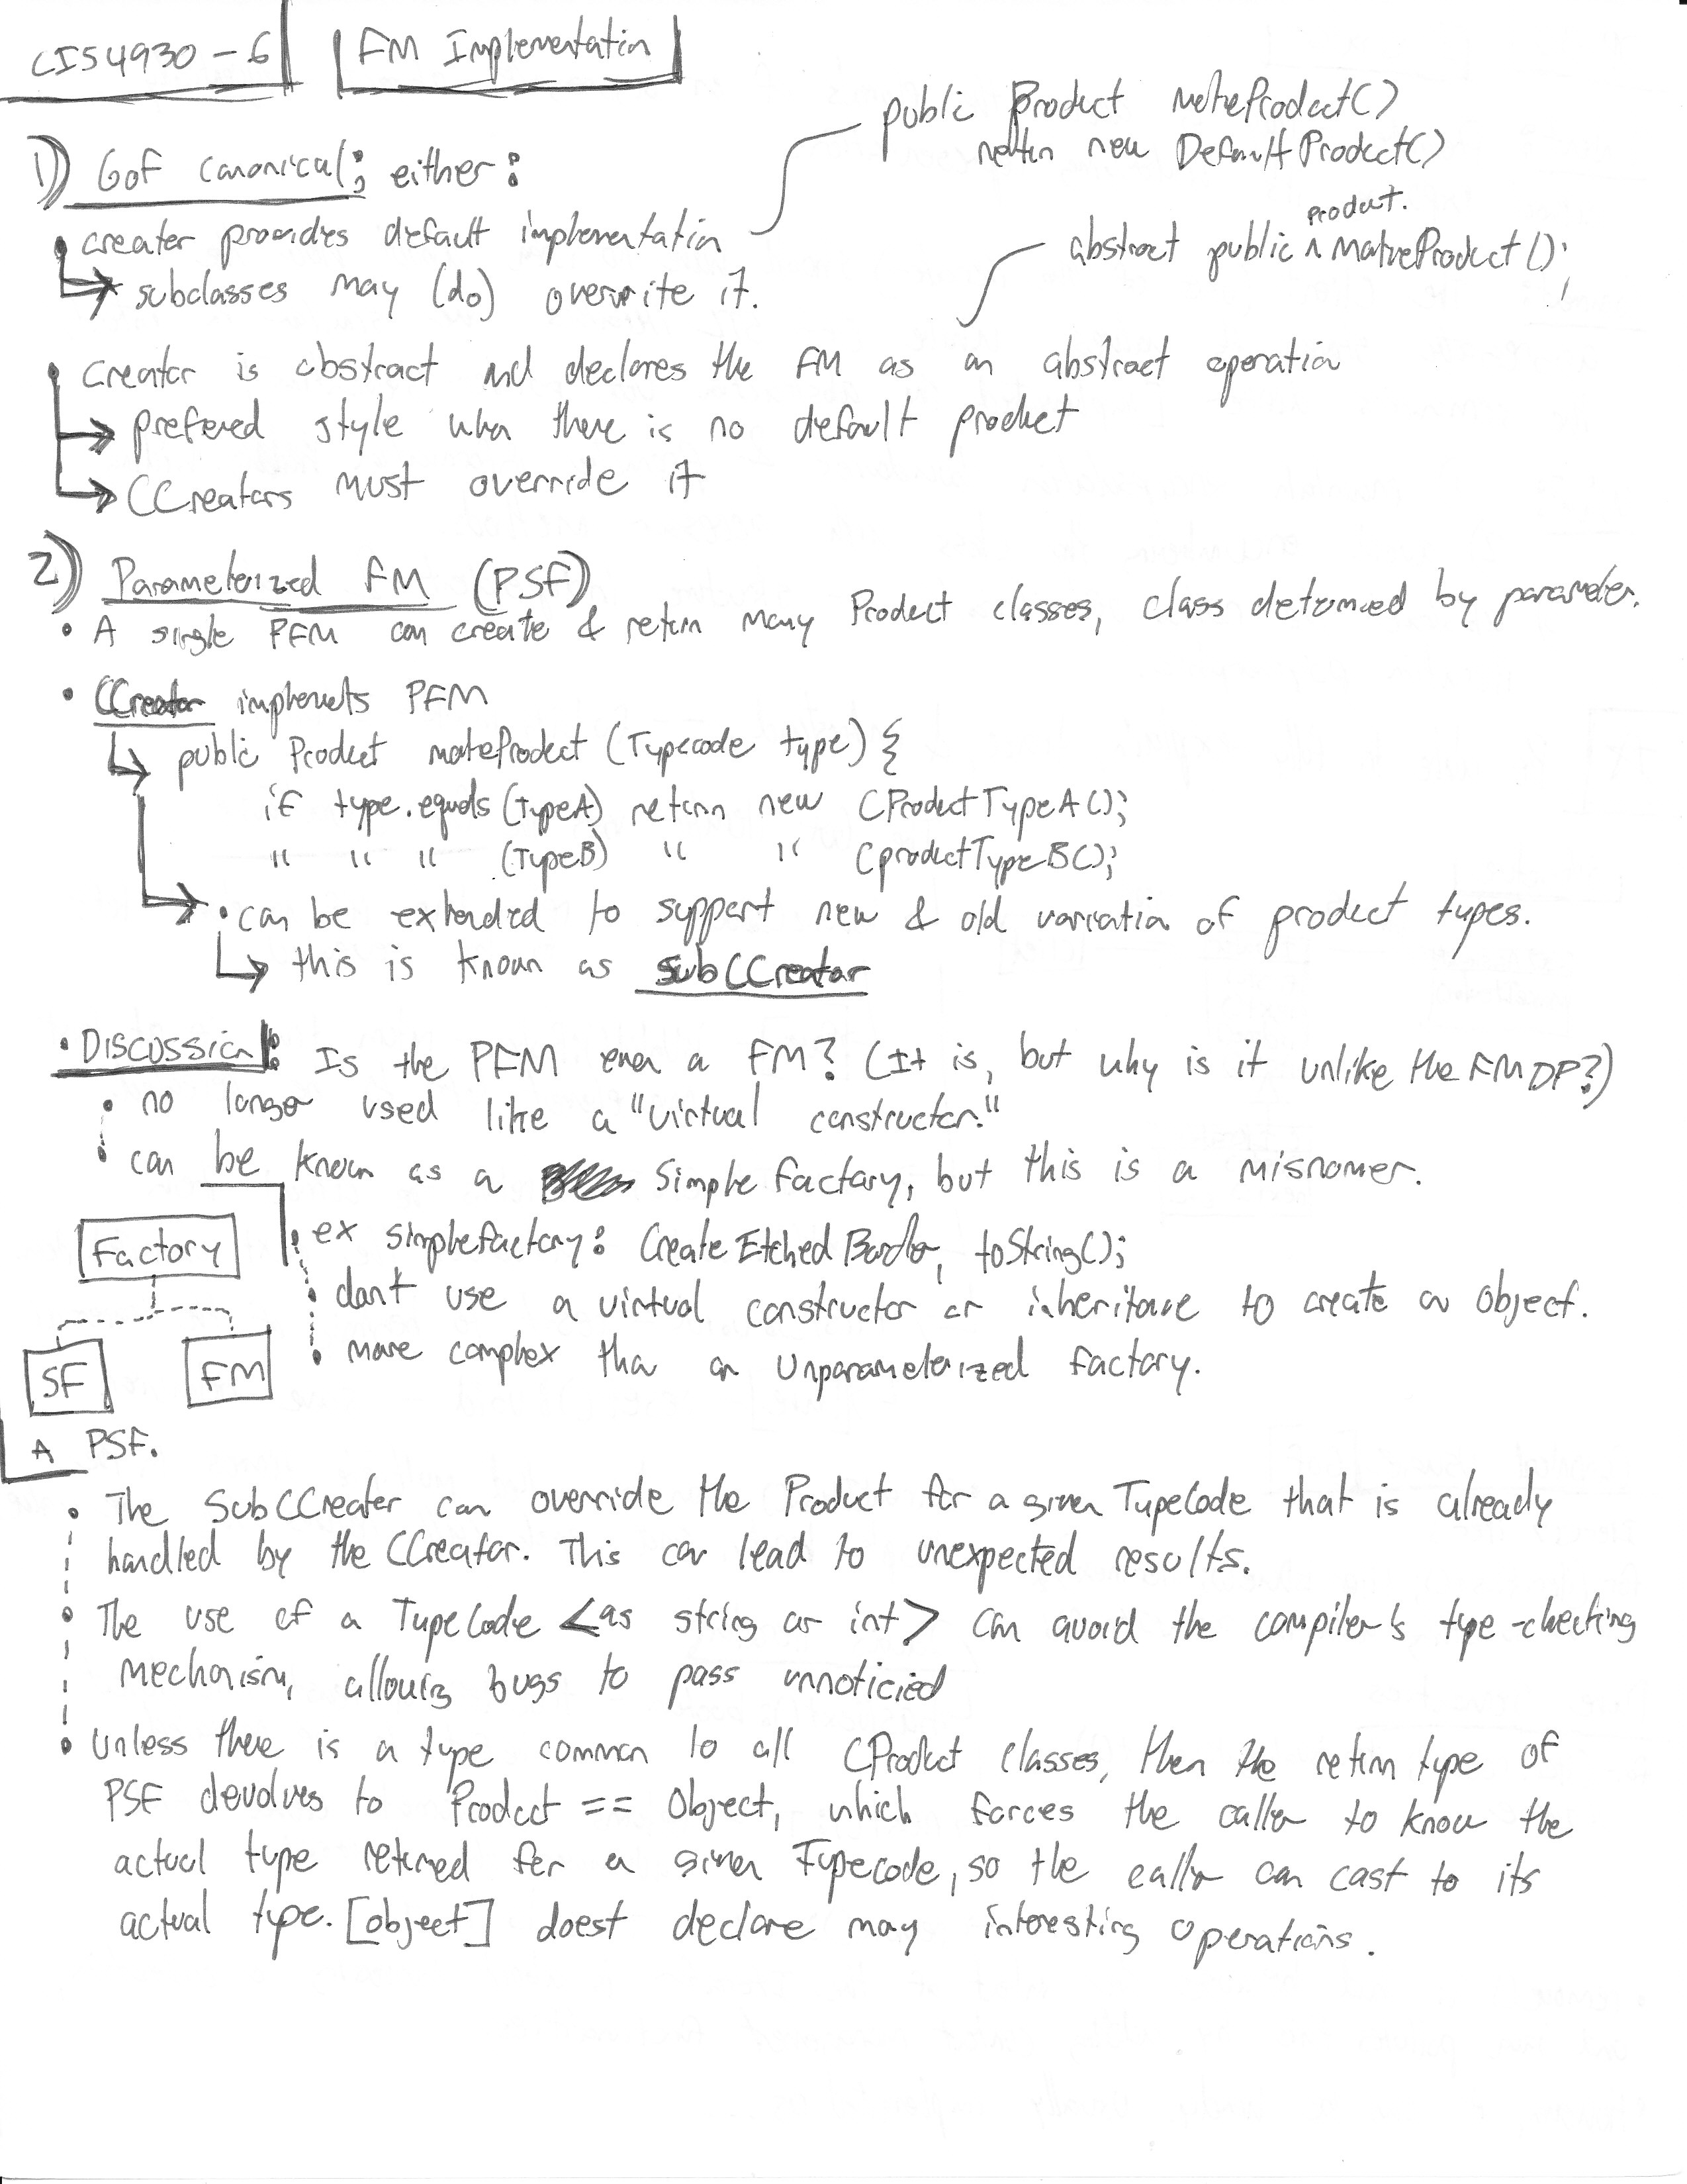 CIS4930-6
FM Implementation
public Product MakeProduct()
return new DefaultProduct()
1) GoF canonical: either:
• creater provides default implementation
subclasses may (do) overwrite it.
product.
abstract public ^ MakeProduct();
• Creator is abstract and declares the FM as an abstract operation
prefered style when there is no default product
CCreators must override it
2) Parameterized FM (PSF)
• A single PFM can create & return many Product classes, class determined by parameter.
• CCreator implements PFM
public Product makeProduct (Typecode type) {
if type.equals (TypeA) return new CProductTypeA();
" " " (TypeB) " " CproductTypeB();
• can be extended to support new & old variation of product types.
this is known as subCCreator
• Discussion: Is the PFM even a FM? (It is, but why is it unlike the FM DP?)
• no longer used like a "virtual constructor."
• can be known as a Simple factory, but this is a misnomer.
• ex simplefactory: CreateEtchedBorder, toString();
• dont use a virtual constructor or inheritance to create an object.
• more complex than an Unparameterized factory.
Factory
SF
FM
A PSF.
• The SubCCreater can override the Product for a given TypeCode that is already
handled by the CCreator. This can lead to unexpected results.
• The use of a TypeCode <as string or int> can avoid the compiler's type-checking
mechanism, allowing bugs to pass unnoticied
• Unless there is a type common to all CProduct classes, then the return type of
PSF devolves to Product == Object, which forces the caller to know the
actual type returned for a given Typecode, so the caller can cast to its
actual type. [object] doest declare many interesting operations.